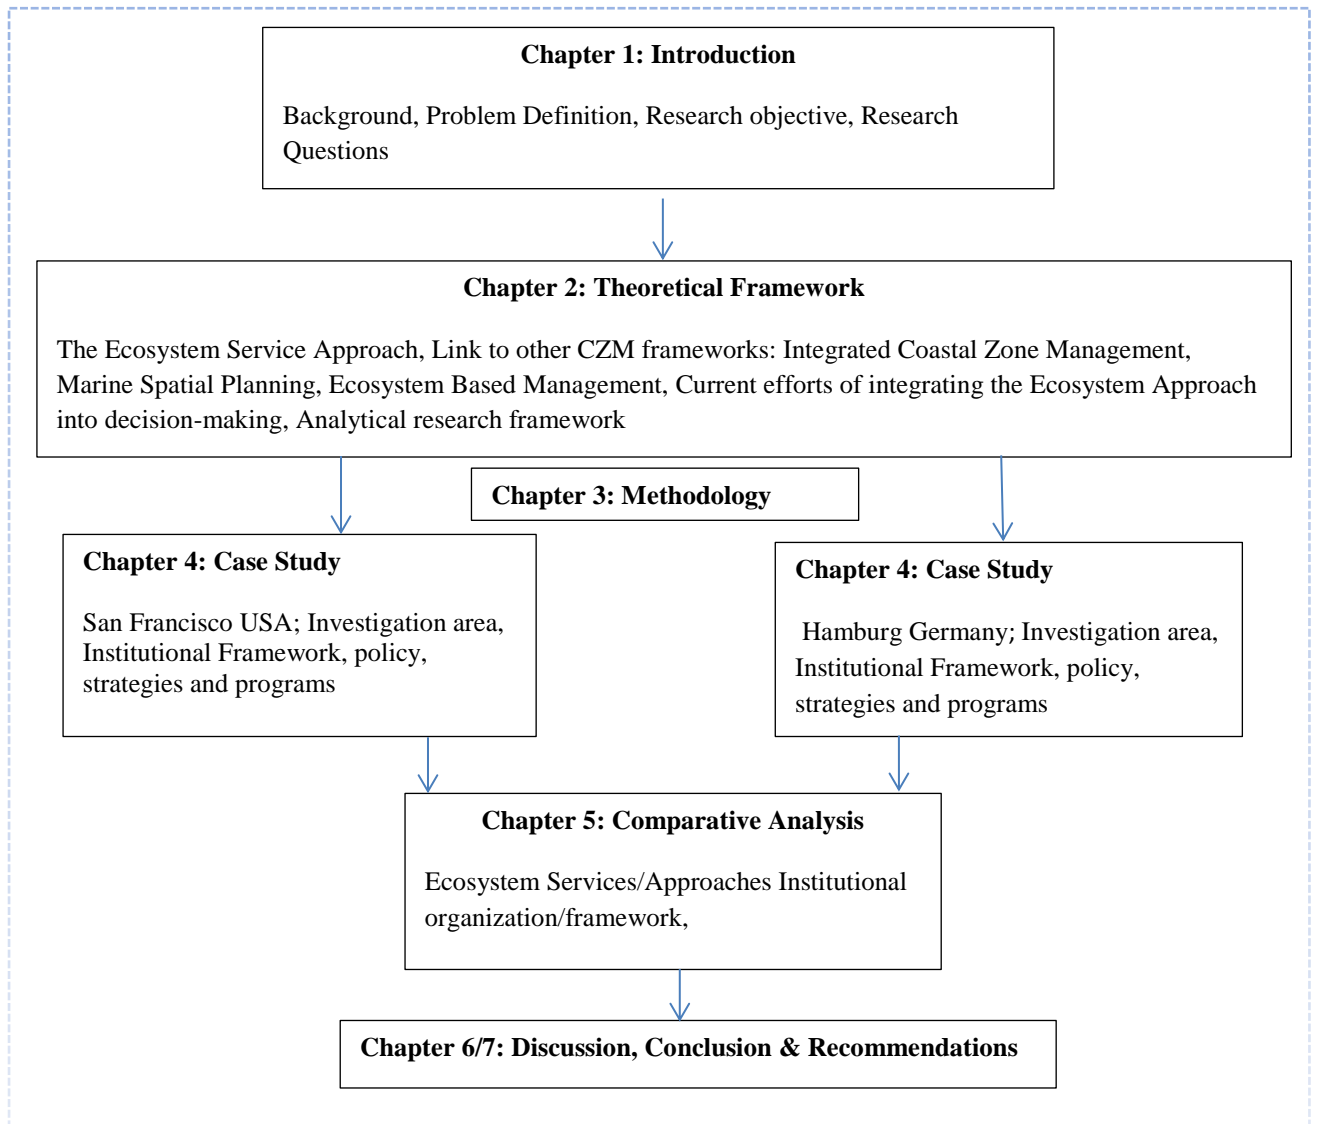 Chapter 1: Introduction
Background, Problem Definition, Research objective, Research
Questions
Chapter 2: Theoretical Framework
The Ecosystem Service Approach, Link to other CZM frameworks: Integrated Coastal Zone Management,
Marine Spatial Planning, Ecosystem Based Management, Current efforts of integrating the Ecosystem Approach
into decision-making, Analytical research framework
Chapter 3: Methodology
Chapter 4: Case Study
San Francisco USA; Investigation area,
Institutional Framework, policy,
strategies and programs
Chapter 4: Case Study
Hamburg Germany; Investigation area,
Institutional Framework, policy,
strategies and programs
Chapter 5: Comparative Analysis
Ecosystem Services/Approaches Institutional
organization/framework,
Chapter 6/7: Discussion, Conclusion & Recommendations